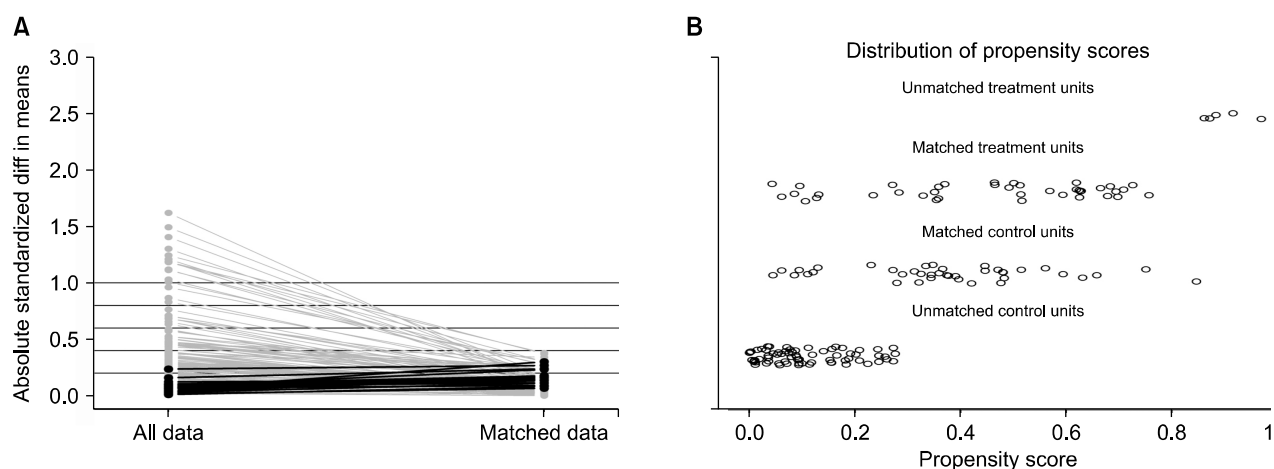 A
Absolute standardized diff in means
3.0
2.5
2.0
1.5
1.0
0.5
0.0
All data
Matched data
B
Distribution of propensity scores
Unmatched treatment units
Matched treatment units
Matched control units
Unmatched control units
0.0 0.2 0.4 0.6 0.8 1
Propensity score